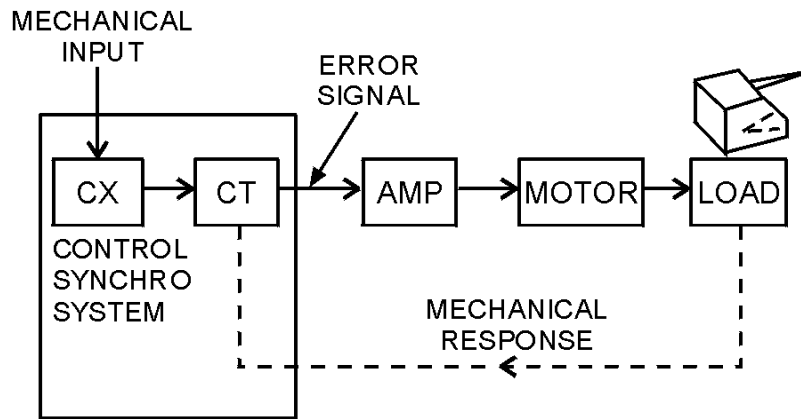 MECHANICAL
INPUT
ERROR
SIGNAL
CX
CT
AMP
MOTOR
LOAD
CONTROL
SYNCHRO
SYSTEM
MECHANICAL
RESPONSE